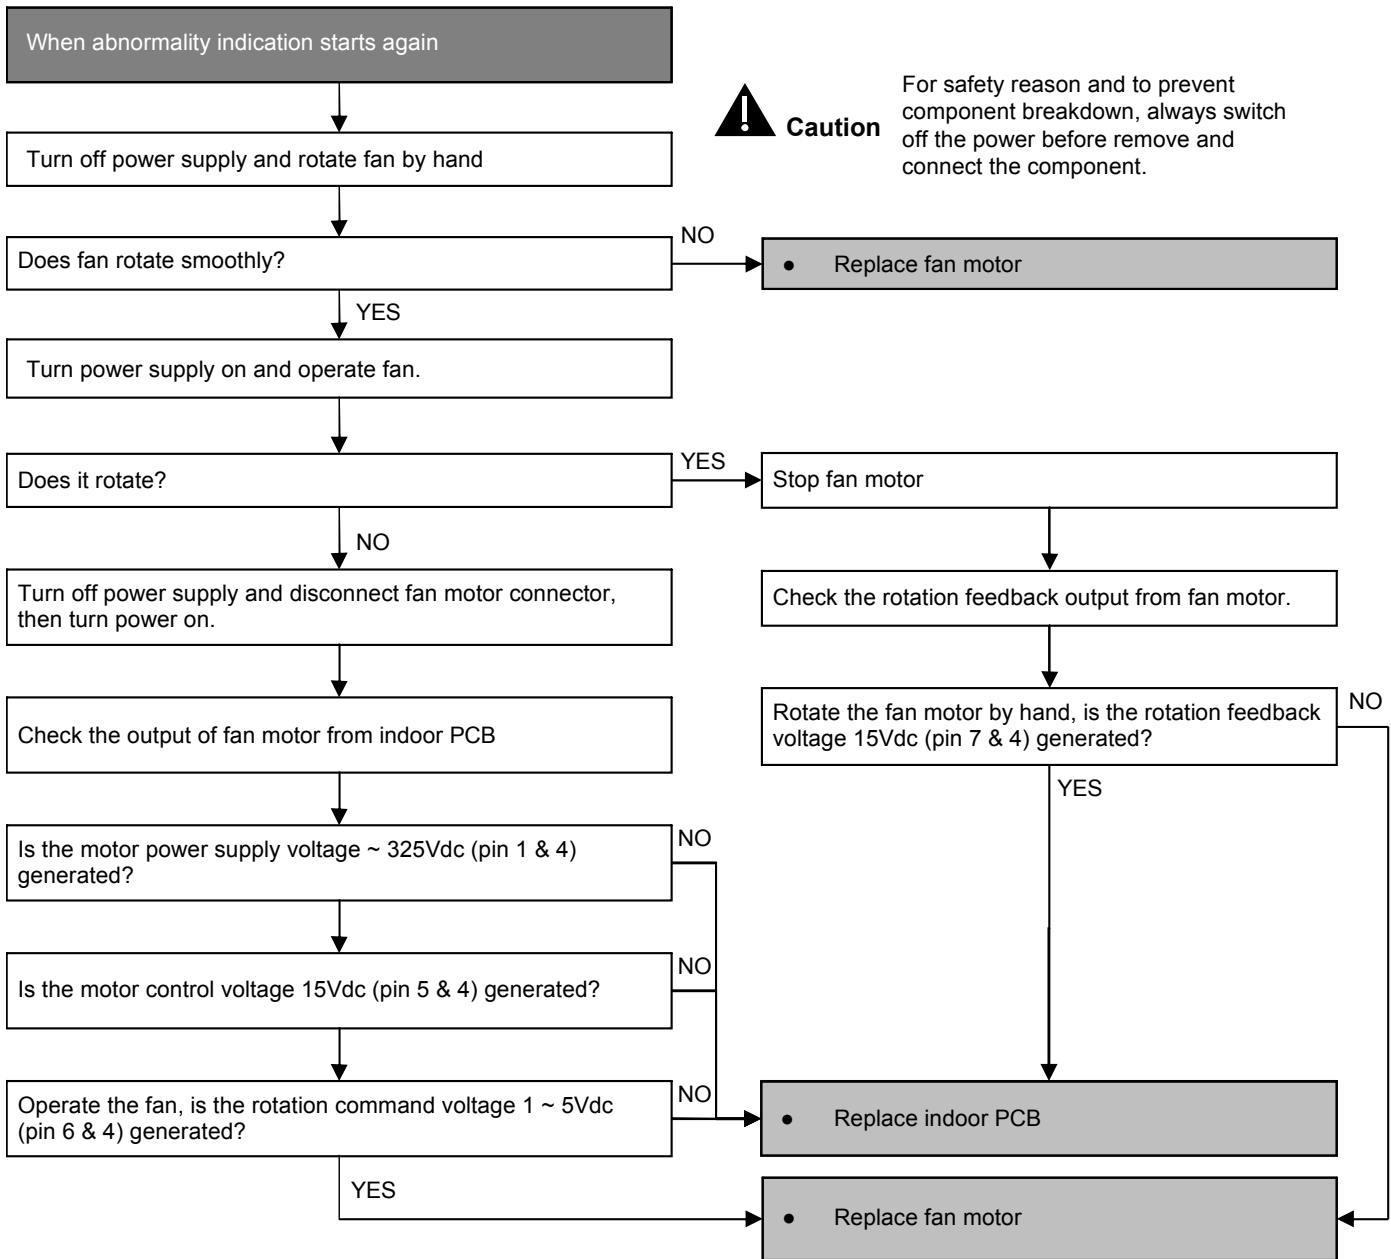 When abnormality indication starts again
Caution
For safety reason and to prevent
component breakdown, always switch
off the power before remove and
connect the component.
Turn off power supply and rotate fan by hand
Does fan rotate smoothly?
NO
● Replace fan motor
YES
Turn power supply on and operate fan.
Does it rotate?
YES
Stop fan motor
NO
Turn off power supply and disconnect fan motor connector,
then turn power on.
Check the rotation feedback output from fan motor.
Check the output of fan motor from indoor PCB
Rotate the fan motor by hand, is the rotation feedback
voltage 15Vdc (pin 7 & 4) generated?
NO
YES
Is the motor power supply voltage ~ 325Vdc (pin 1 & 4)
generated?
NO
Is the motor control voltage 15Vdc (pin 5 & 4) generated?
NO
Operate the fan, is the rotation command voltage 1 ~ 5Vdc
(pin 6 & 4) generated?
NO
● Replace indoor PCB
YES
● Replace fan motor